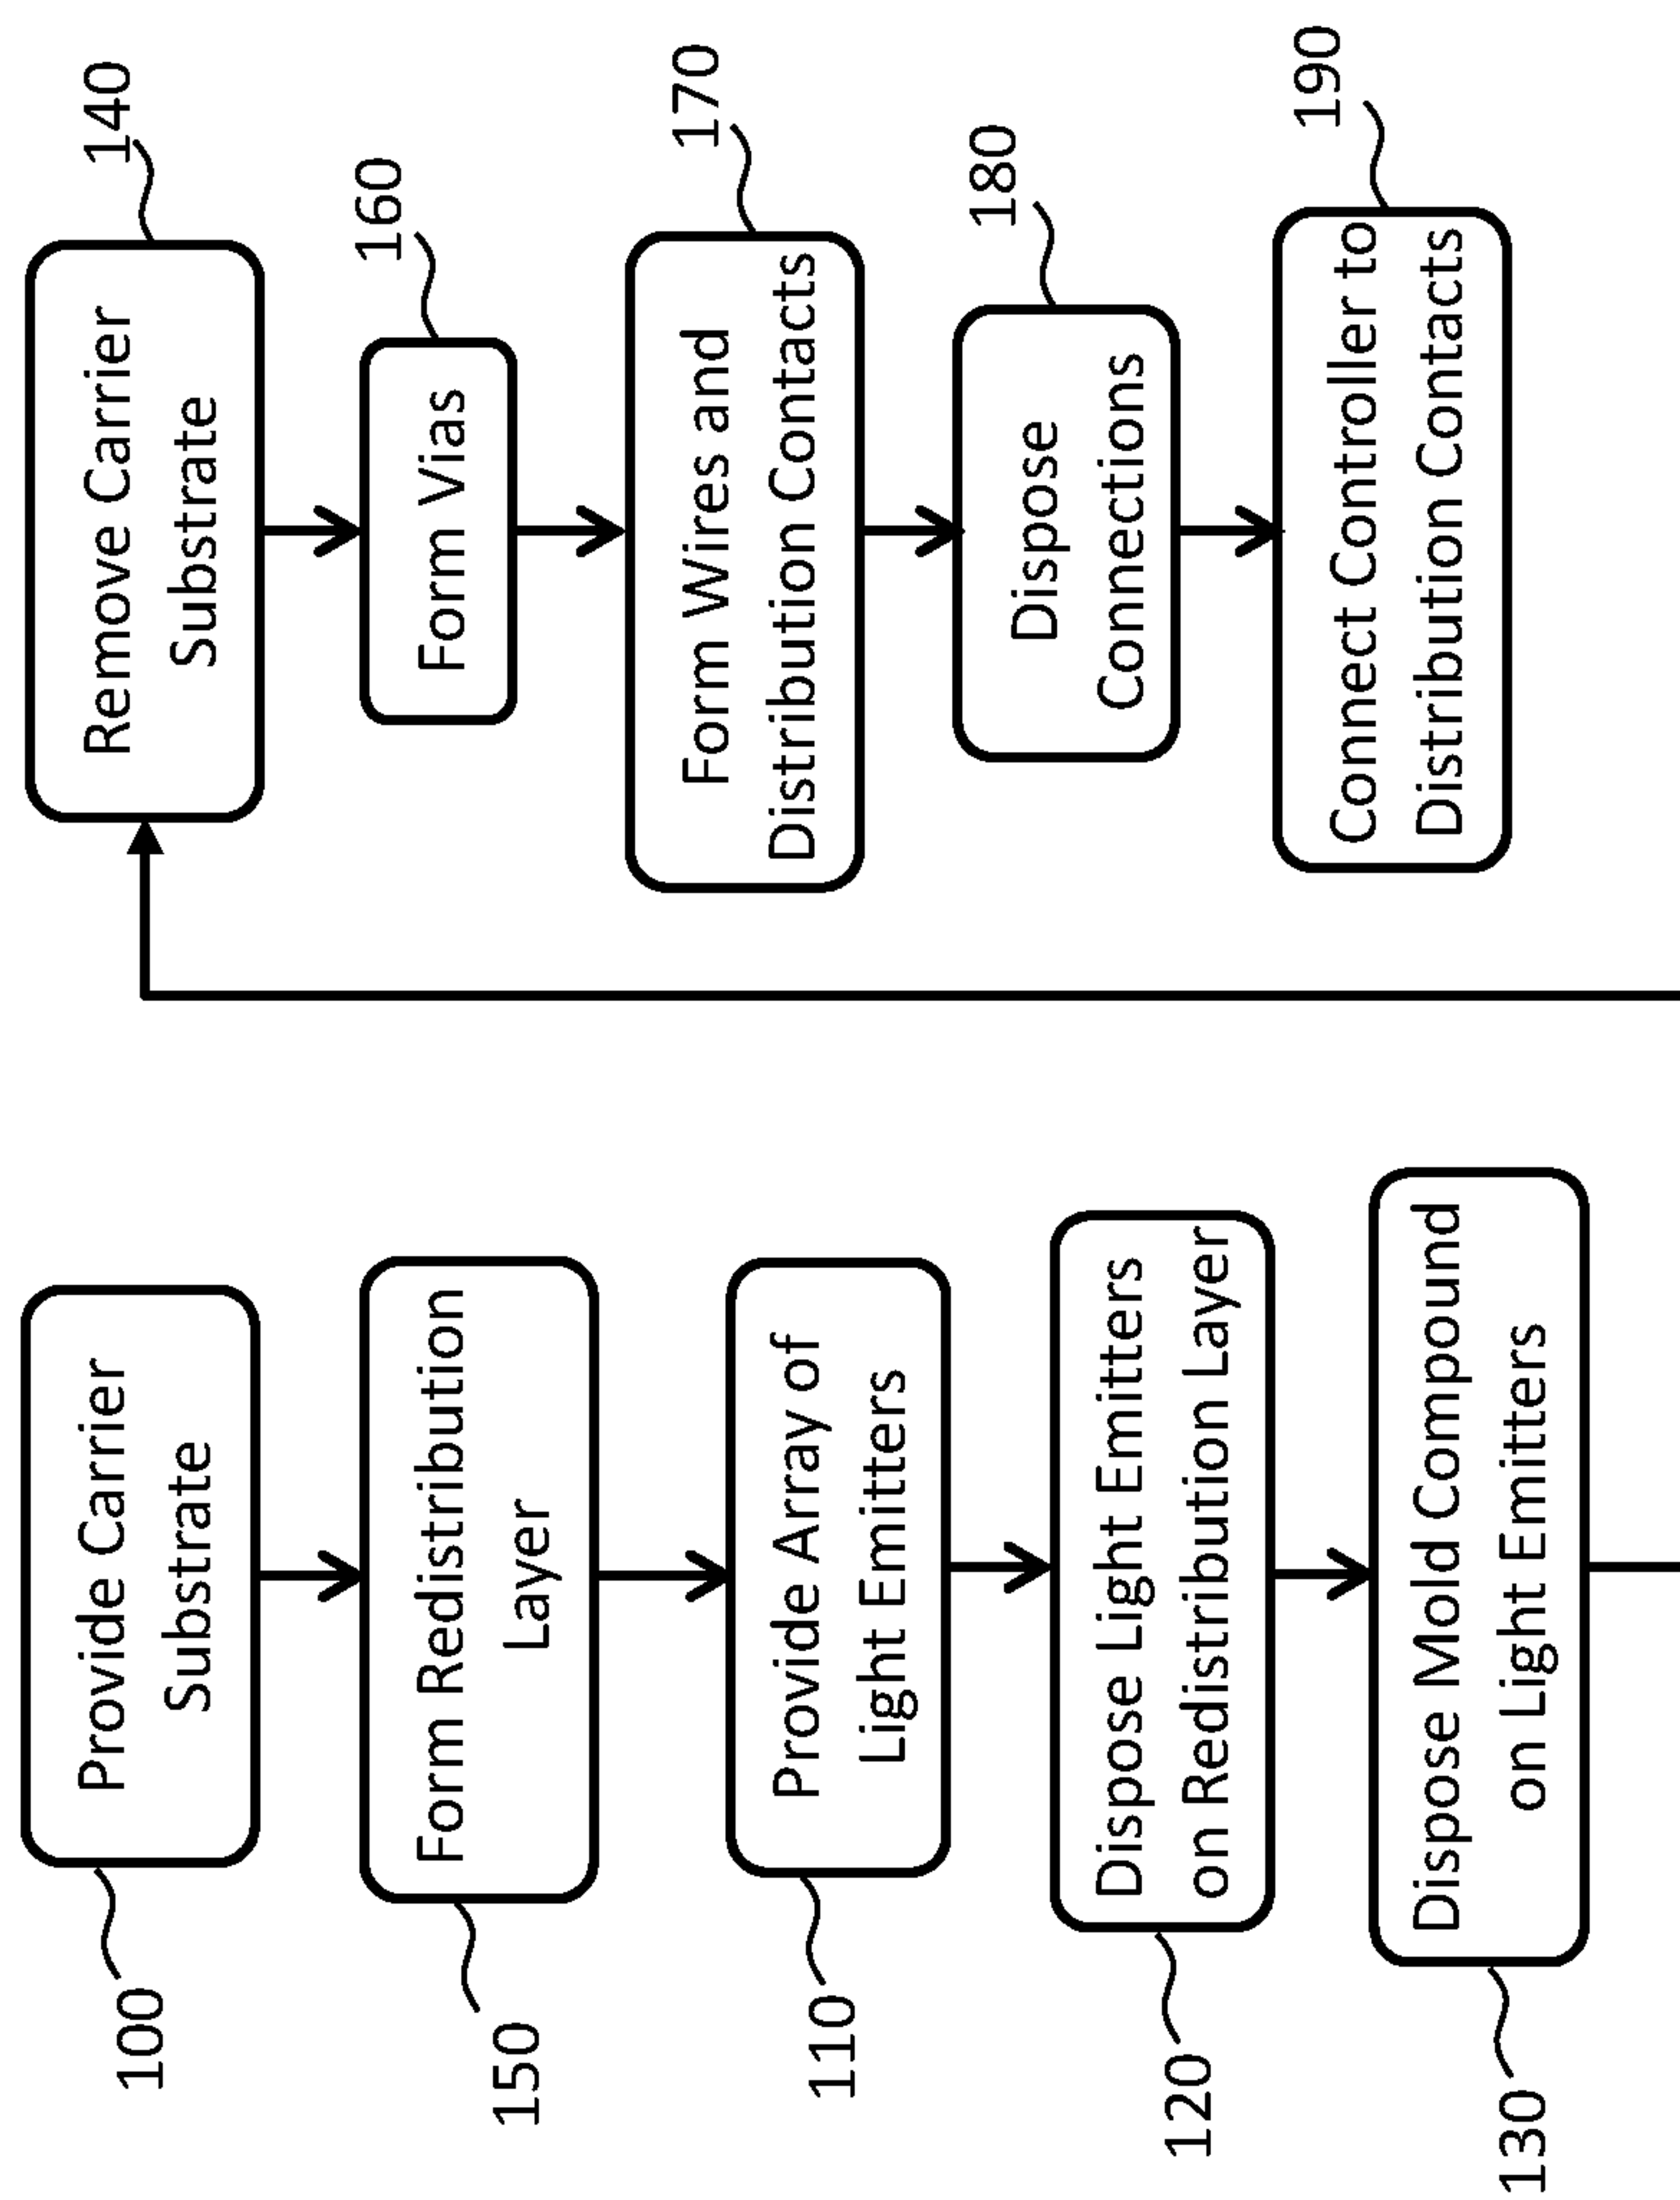 100
Provide Carrier
Substrate
150
Form Redistribution
Layer
110
Provide Array of
Light Emitters
120
Dispose Light Emitters
on Redistribution Layer
130
Dispose Mold Compound
on Light Emitters
140
Remove Carrier
Substrate
160
Form Vias
170
Form Wires and
Distribution Contacts
180
Dispose
Connections
190
Connect Controller to
Distribution Contacts